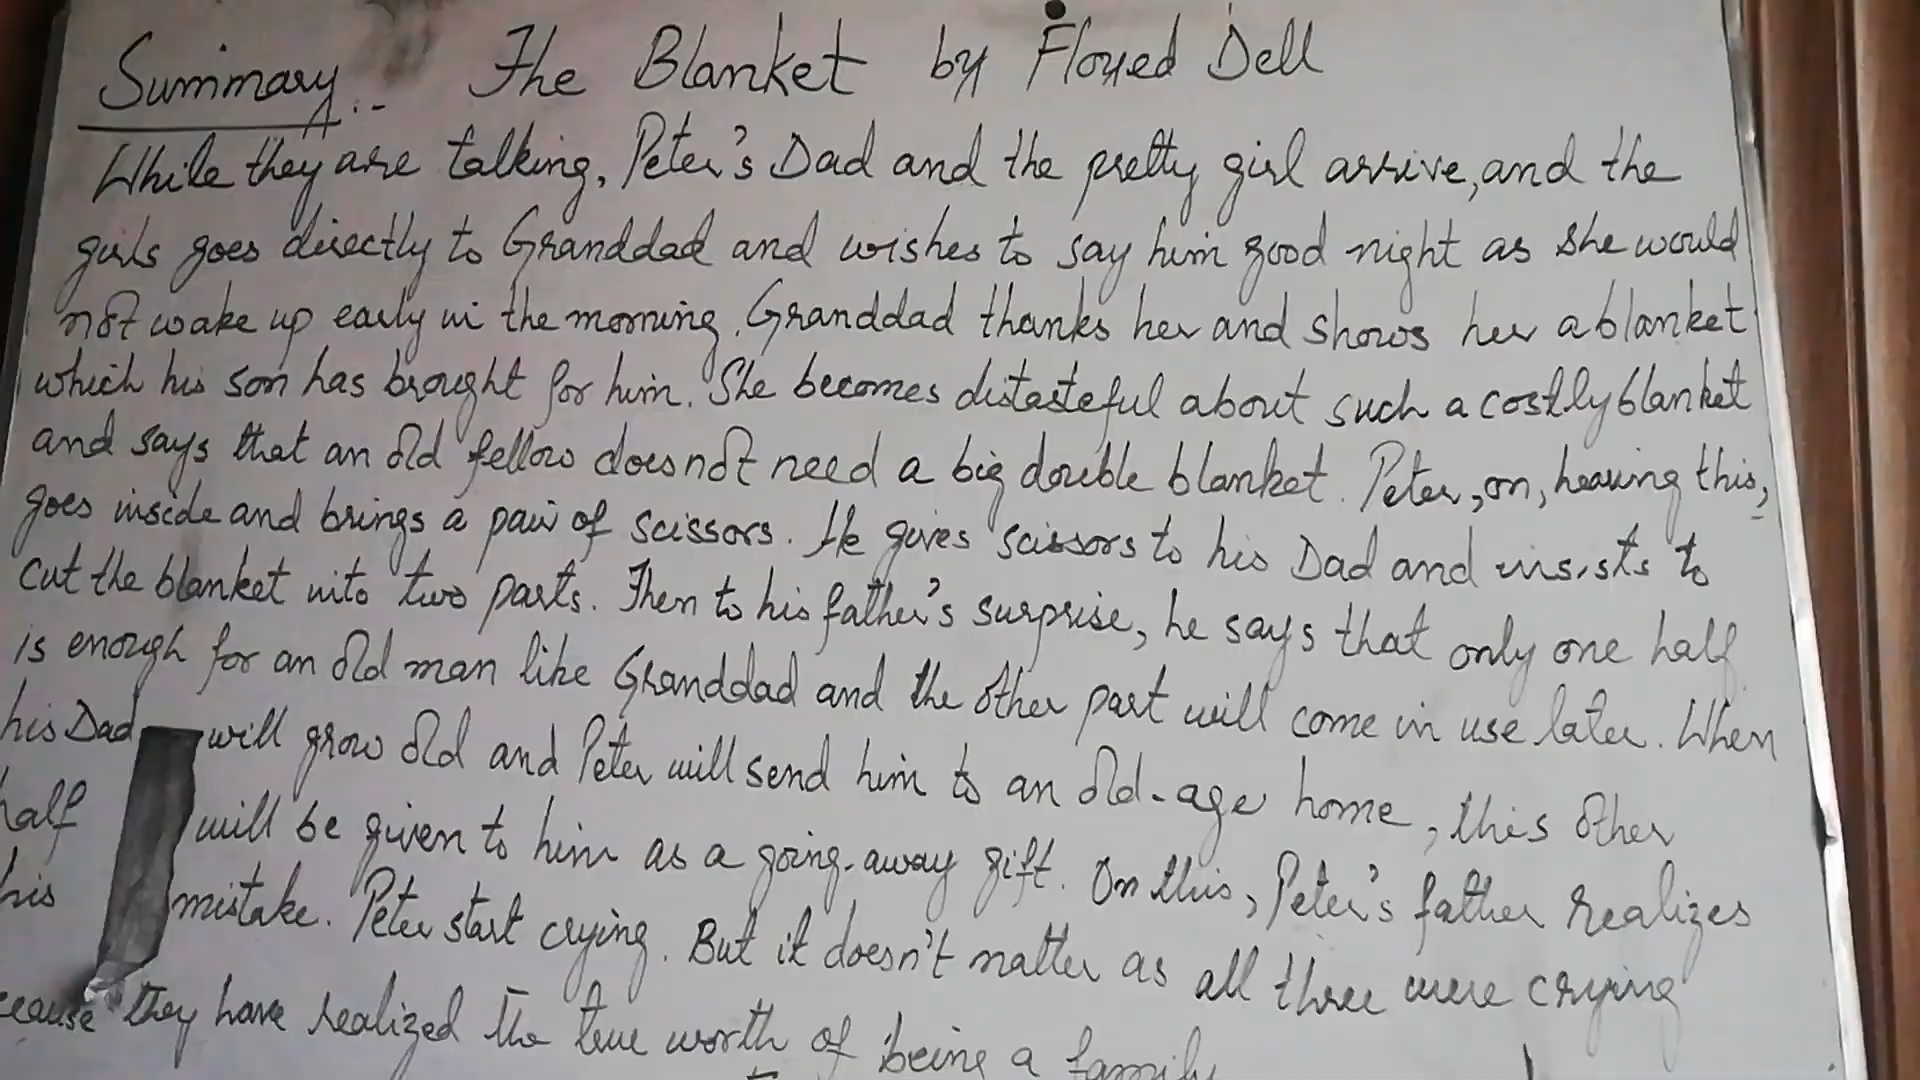 Summary:- The Blanket by Floyed Dell
While they are talking, Peter's Dad and the pretty girl arrive, and the
girls goes directly to Granddad and wishes to say him good night as she would
not wake up early in the morning. Granddad thanks her and shows her a blanket
which his son has brought for him. She becomes distasteful about such a costly blanket
and says that an old fellow does not need a big double blanket. Peter, on, hearing this,
goes inside and brings a pair of scissors. He gives scissors to his Dad and insists to
cut the blanket into two parts. Then to his father's surprise, he says that only one half
is enough for an old man like Granddad and the other part will come in use later. When
his Dad will grow old and Peter will send him to an old-age home, this other
half will be given to him as a going-away gift. On this, Peter's father realizes
his mistake. Peter start crying. But it doesn't matter as all three were crying
they have realized the true worth of being a family